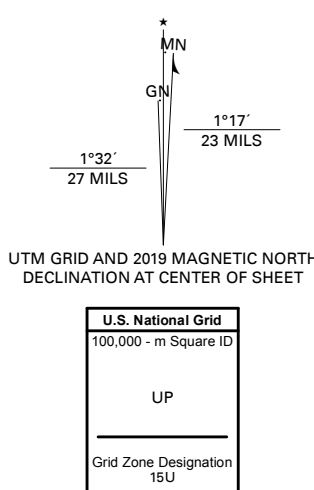 ★
MN
GN
1°17´
23 MILS
1°32´
27 MILS
UTM GRID AND 2019 MAGNETIC NORTH
DECLINATION AT CENTER OF SHEET
U.S. National Grid
100,000 - m Square ID
UP
Grid Zone Designation
15U